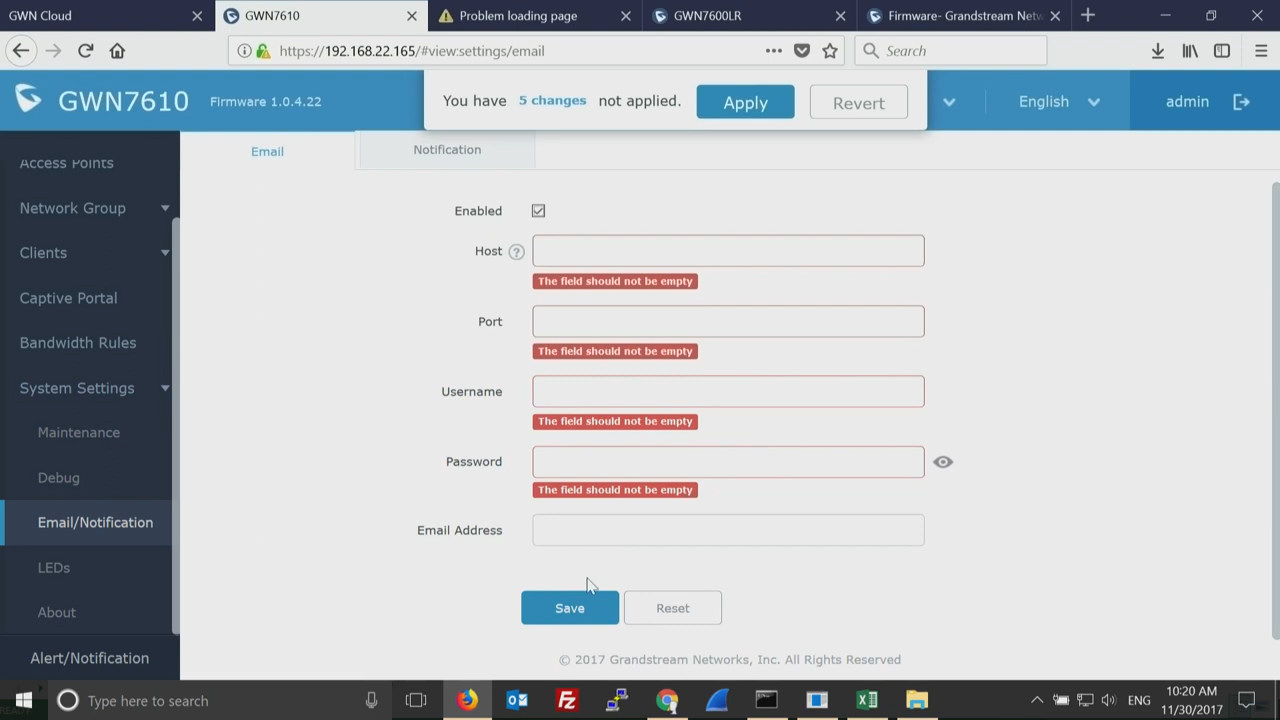 GWN Cloud
GWN7610
Problem loading page
GWN7600LR
Firmware- Grandstream Netw
https://192.168.22.165/#view:settings/email
Search
GWN7610 Firmware 1.0.4.22
You have 5 changes not applied. Apply Revert
English
admin
Access Points
Network Group
Clients
Captive Portal
Bandwidth Rules
System Settings
Maintenance
Debug
Email/Notification
LEDs
About
Alert/Notification
Email
Notification
Enabled
Host ?
The field should not be empty
Port
The field should not be empty
Username
The field should not be empty
Password
The field should not be empty
Email Address
Save Reset
© 2017 Grandstream Networks, Inc. All Rights Reserved
Type here to search
ENG
10:20 AM
11/30/2017